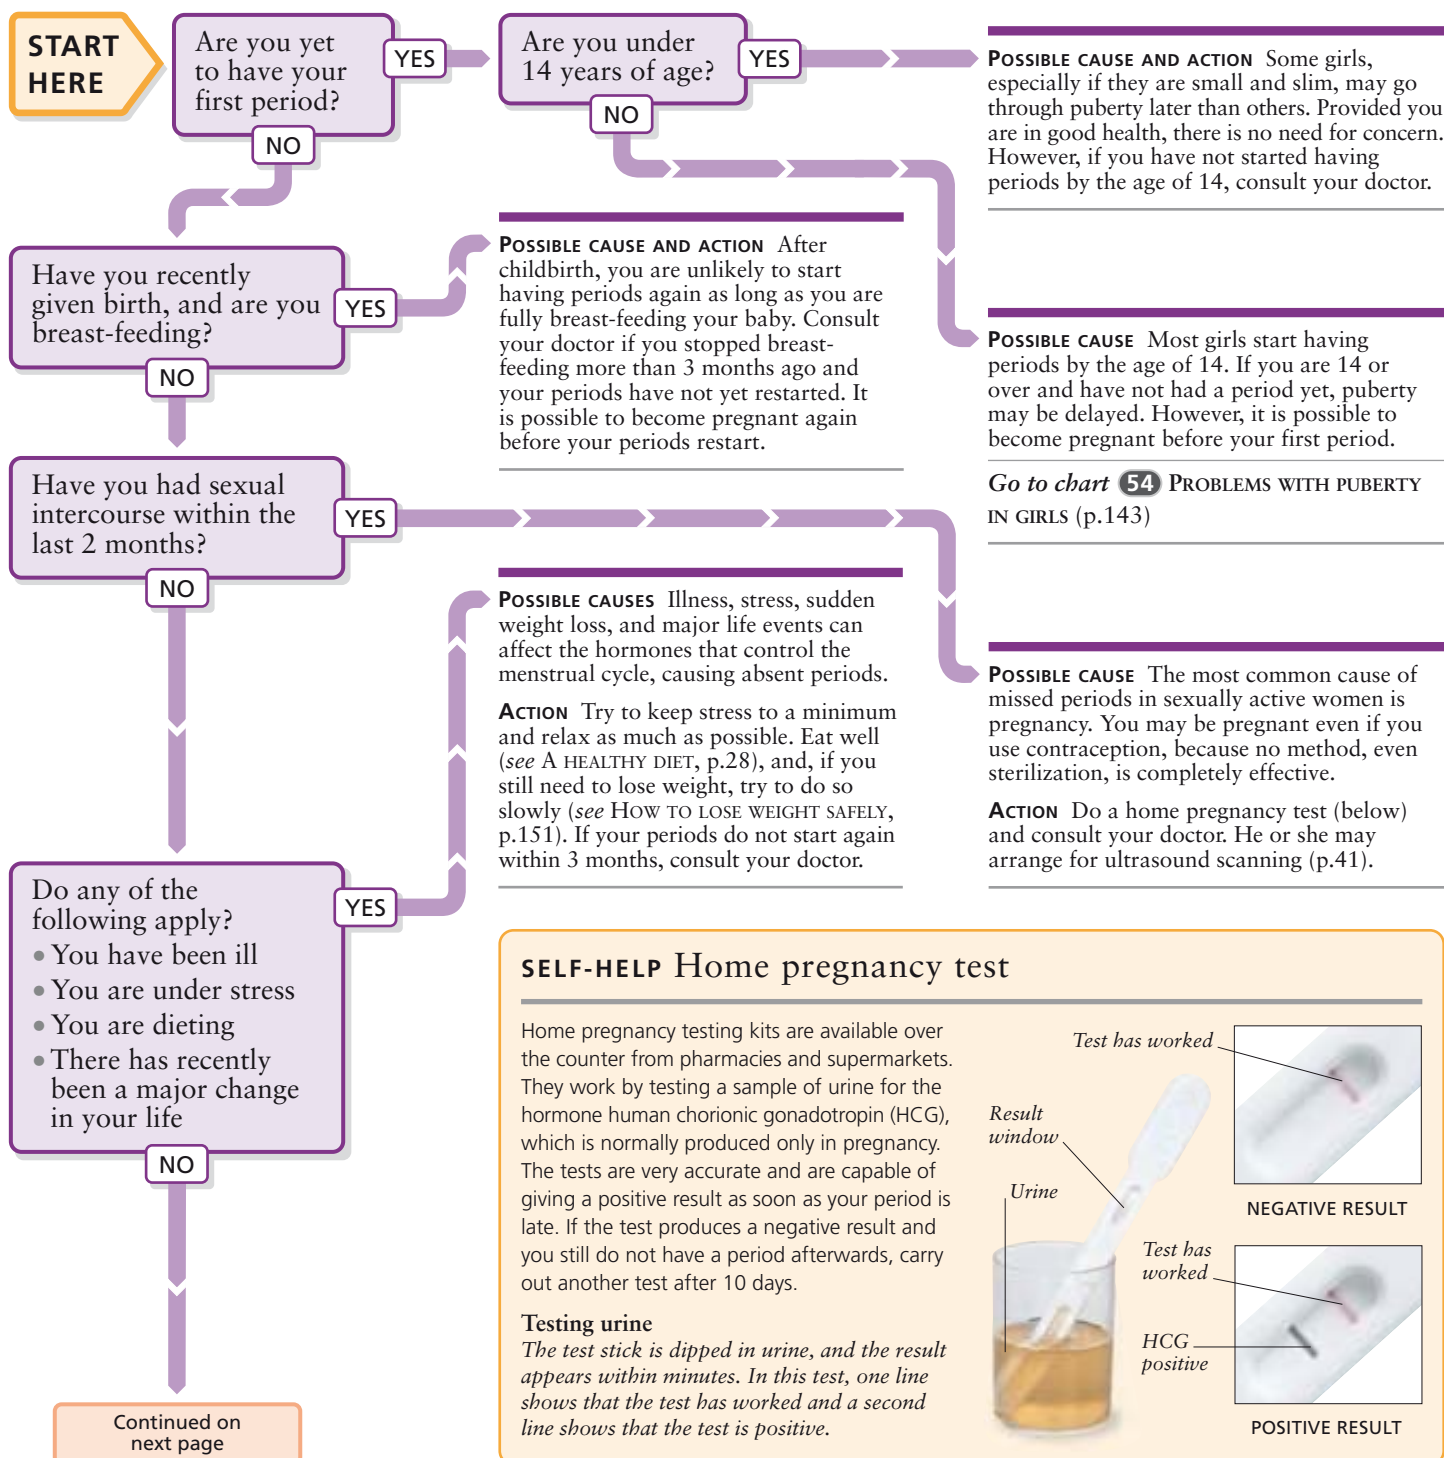 START
HERE
Are you yet
to have your
first period?
YES
NO
Are you under
14 years of age?
YES
NO
POSSIBLE CAUSE AND ACTION Some girls,
especially if they are small and slim, may go
through puberty later than others. Provided you
are in good health, there is no need for concern.
However, if you have not started having
periods by the age of 14, consult your doctor.
Have you recently
given birth, and are you
breast-feeding?
YES
NO
POSSIBLE CAUSE AND ACTION After
childbirth, you are unlikely to start
having periods again as long as you are
fully breast-feeding your baby. Consult
your doctor if you stopped breast-
feeding more than 3 months ago and
your periods have not yet restarted. It
is possible to become pregnant again
before your periods restart.
POSSIBLE CAUSE Most girls start having
periods by the age of 14. If you are 14 or
over and have not had a period yet, puberty
may be delayed. However, it is possible to
become pregnant before your first period.
Go to chart 54 PROBLEMS WITH PUBERTY
IN GIRLS (p.143)
Have you had sexual
intercourse within the
last 2 months?
YES
NO
POSSIBLE CAUSES Illness, stress, sudden
weight loss, and major life events can
affect the hormones that control the
menstrual cycle, causing absent periods.
ACTION Try to keep stress to a minimum
and relax as much as possible. Eat well
(see A HEALTHY DIET, p.28), and, if you
still need to lose weight, try to do so
slowly (see HOW TO LOSE WEIGHT SAFELY,
p.151). If your periods do not start again
within 3 months, consult your doctor.
POSSIBLE CAUSE The most common cause of
missed periods in sexually active women is
pregnancy. You may be pregnant even if you
use contraception, because no method, even
sterilization, is completely effective.
ACTION Do a home pregnancy test (below)
and consult your doctor. He or she may
arrange for ultrasound scanning (p.41).
Do any of the
following apply?
• You have been ill
• You are under stress
• You are dieting
• There has recently
been a major change
in your life
YES
NO
Continued on
next page
SELF-HELP Home pregnancy test
Home pregnancy testing kits are available over
the counter from pharmacies and supermarkets.
They work by testing a sample of urine for the
hormone human chorionic gonadotropin (HCG),
which is normally produced only in pregnancy.
The tests are very accurate and are capable of
giving a positive result as soon as your period is
late. If the test produces a negative result and
you still do not have a period afterwards, carry
out another test after 10 days.
Testing urine
The test stick is dipped in urine, and the result
appears within minutes. In this test, one line
shows that the test has worked and a second
line shows that the test is positive.
Test has worked
Result
window
Urine
NEGATIVE RESULT
Test has
worked
HCG
positive
POSITIVE RESULT